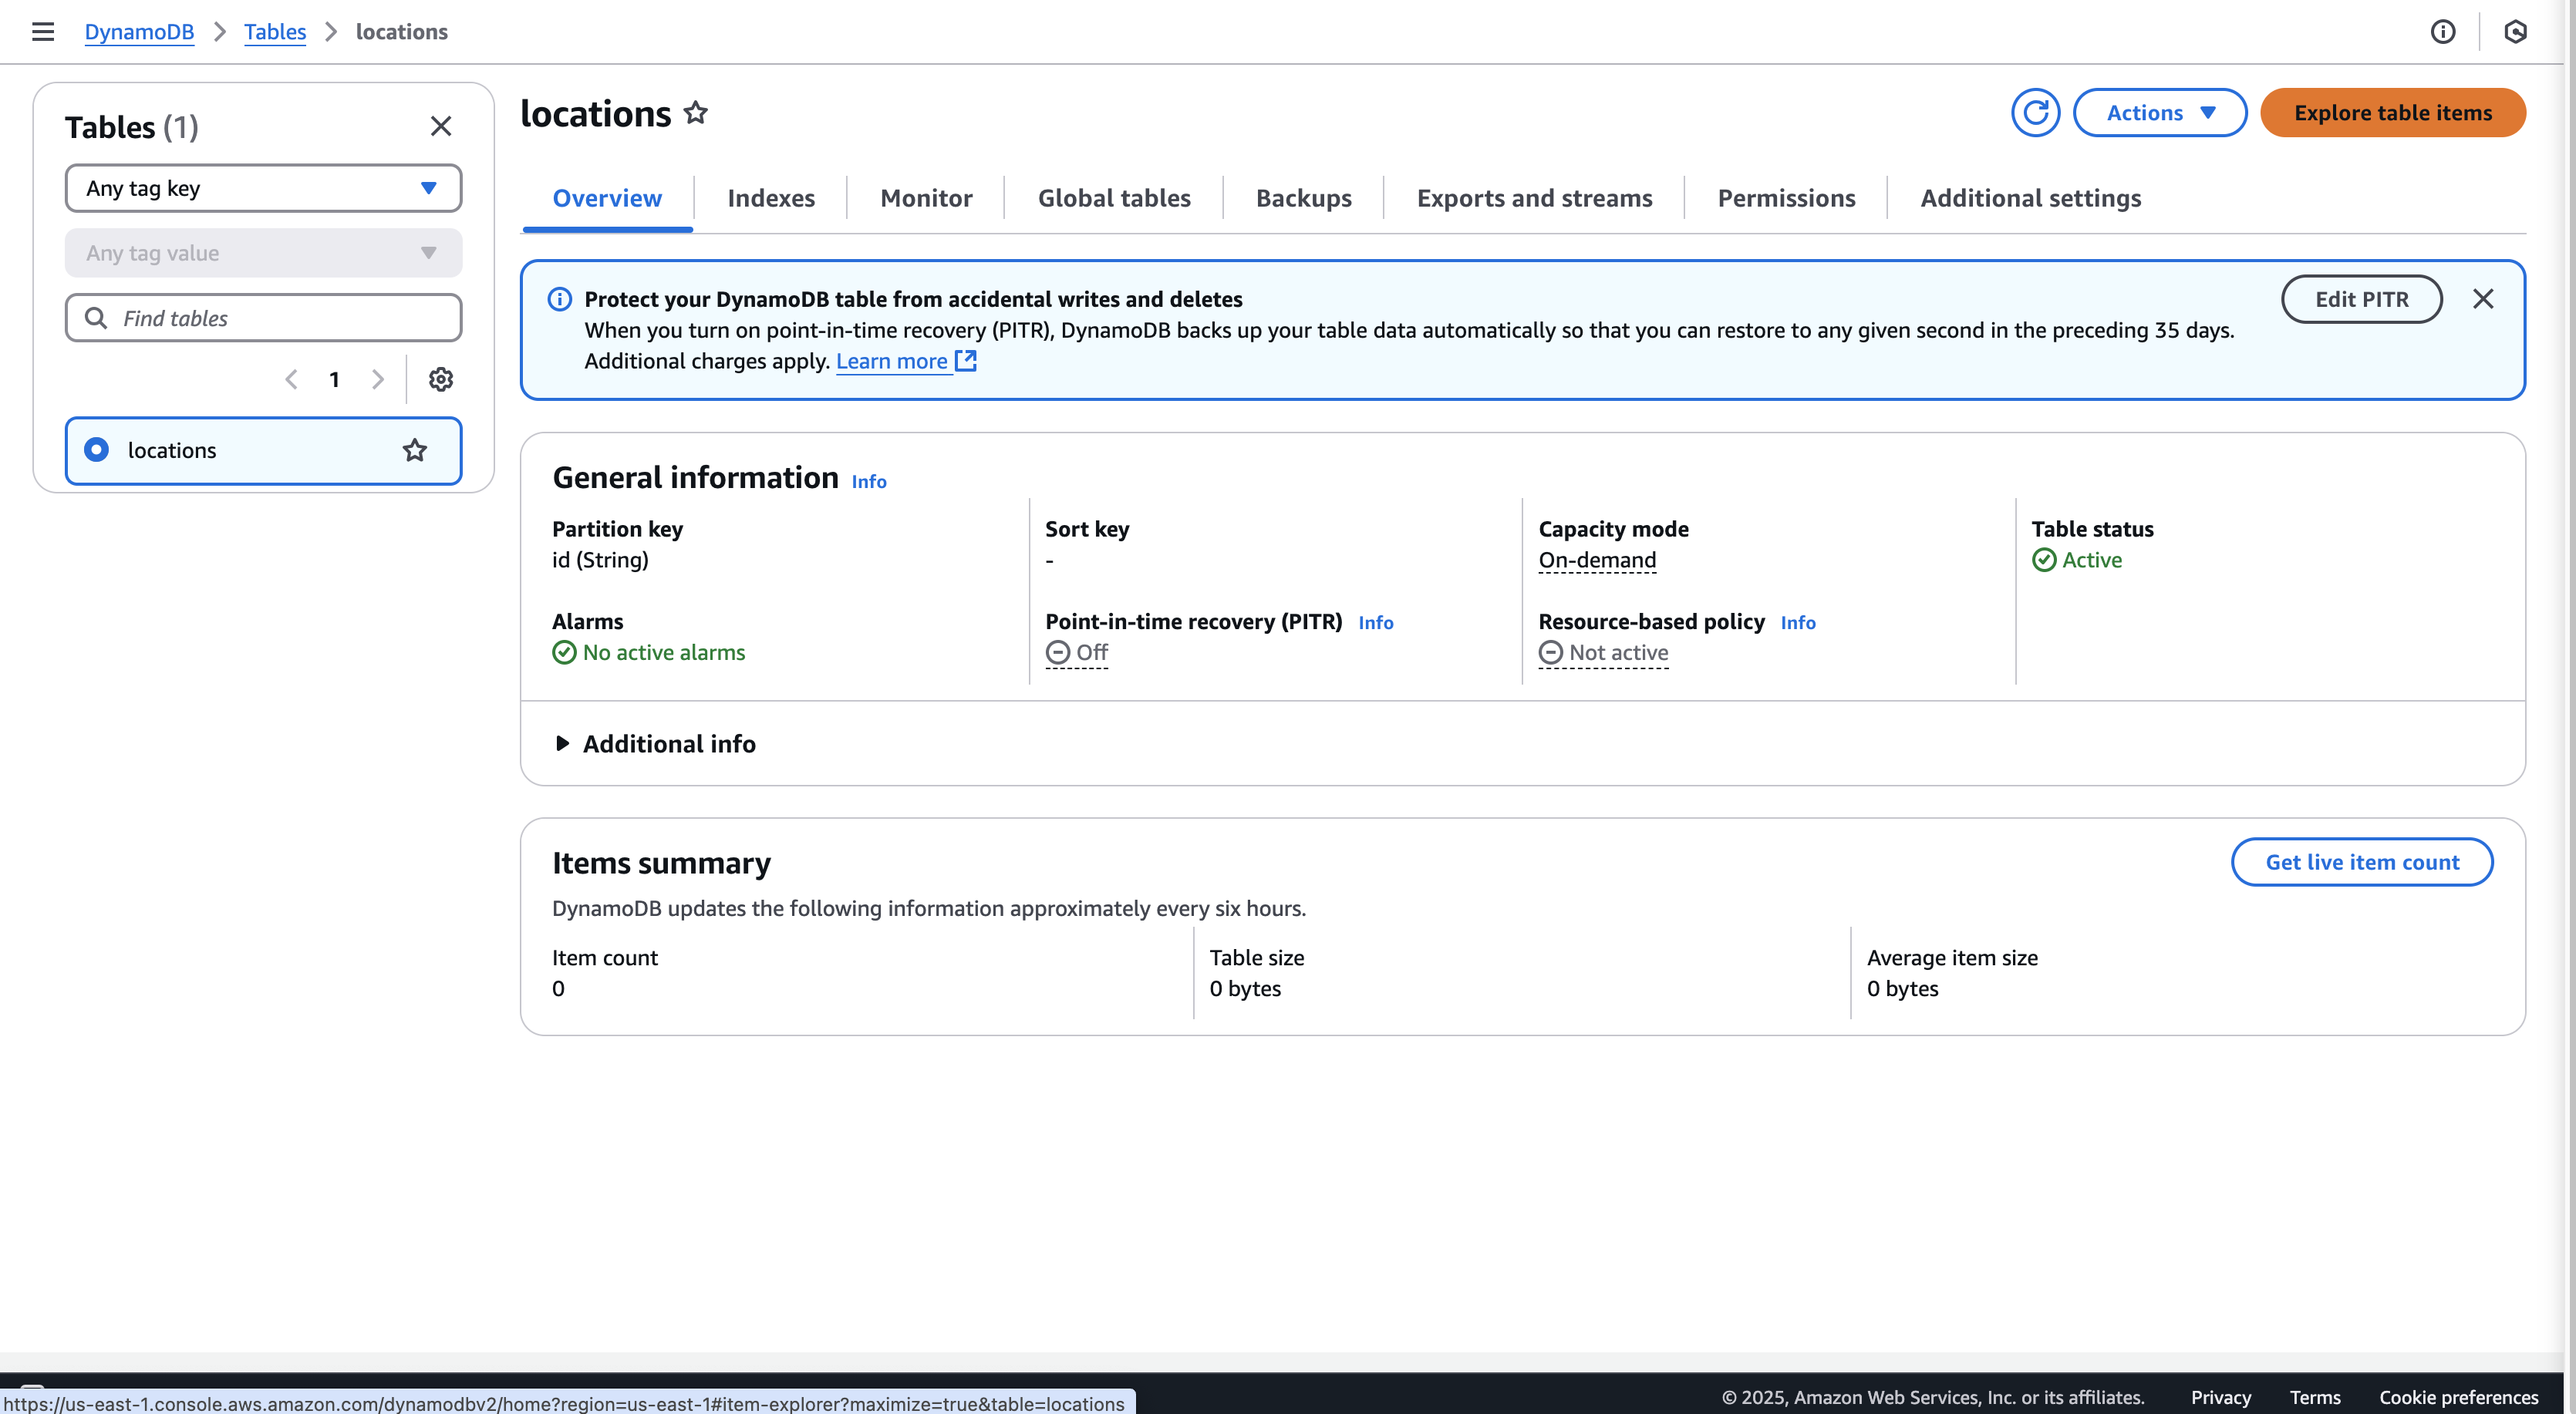 DynamoDB > Tables > locations
Tables (1)
Any tag key
Any tag value
Find tables
1
locations
locations
Actions
Explore table items
Overview
Indexes
Monitor
Global tables
Backups
Exports and streams
Permissions
Additional settings
Protect your DynamoDB table from accidental writes and deletes
When you turn on point-in-time recovery (PITR), DynamoDB backs up your table data automatically so that you can restore to any given second in the preceding 35 days.
Additional charges apply. Learn more
Edit PITR
General information Info
Partition key
id (String)
Sort key
-
Capacity mode
On-demand
Table status
Active
Alarms
No active alarms
Point-in-time recovery (PITR) Info
Off
Resource-based policy Info
Not active
Additional info
Items summary
Get live item count
DynamoDB updates the following information approximately every six hours.
Item count
0
Table size
0 bytes
Average item size
0 bytes
https://us-east-1.console.aws.amazon.com/dynamodbv2/home?region=us-east-1#item-explorer?maximize=true&table=locations
© 2025, Amazon Web Services, Inc. or its affiliates.
Privacy
Terms
Cookie preferences